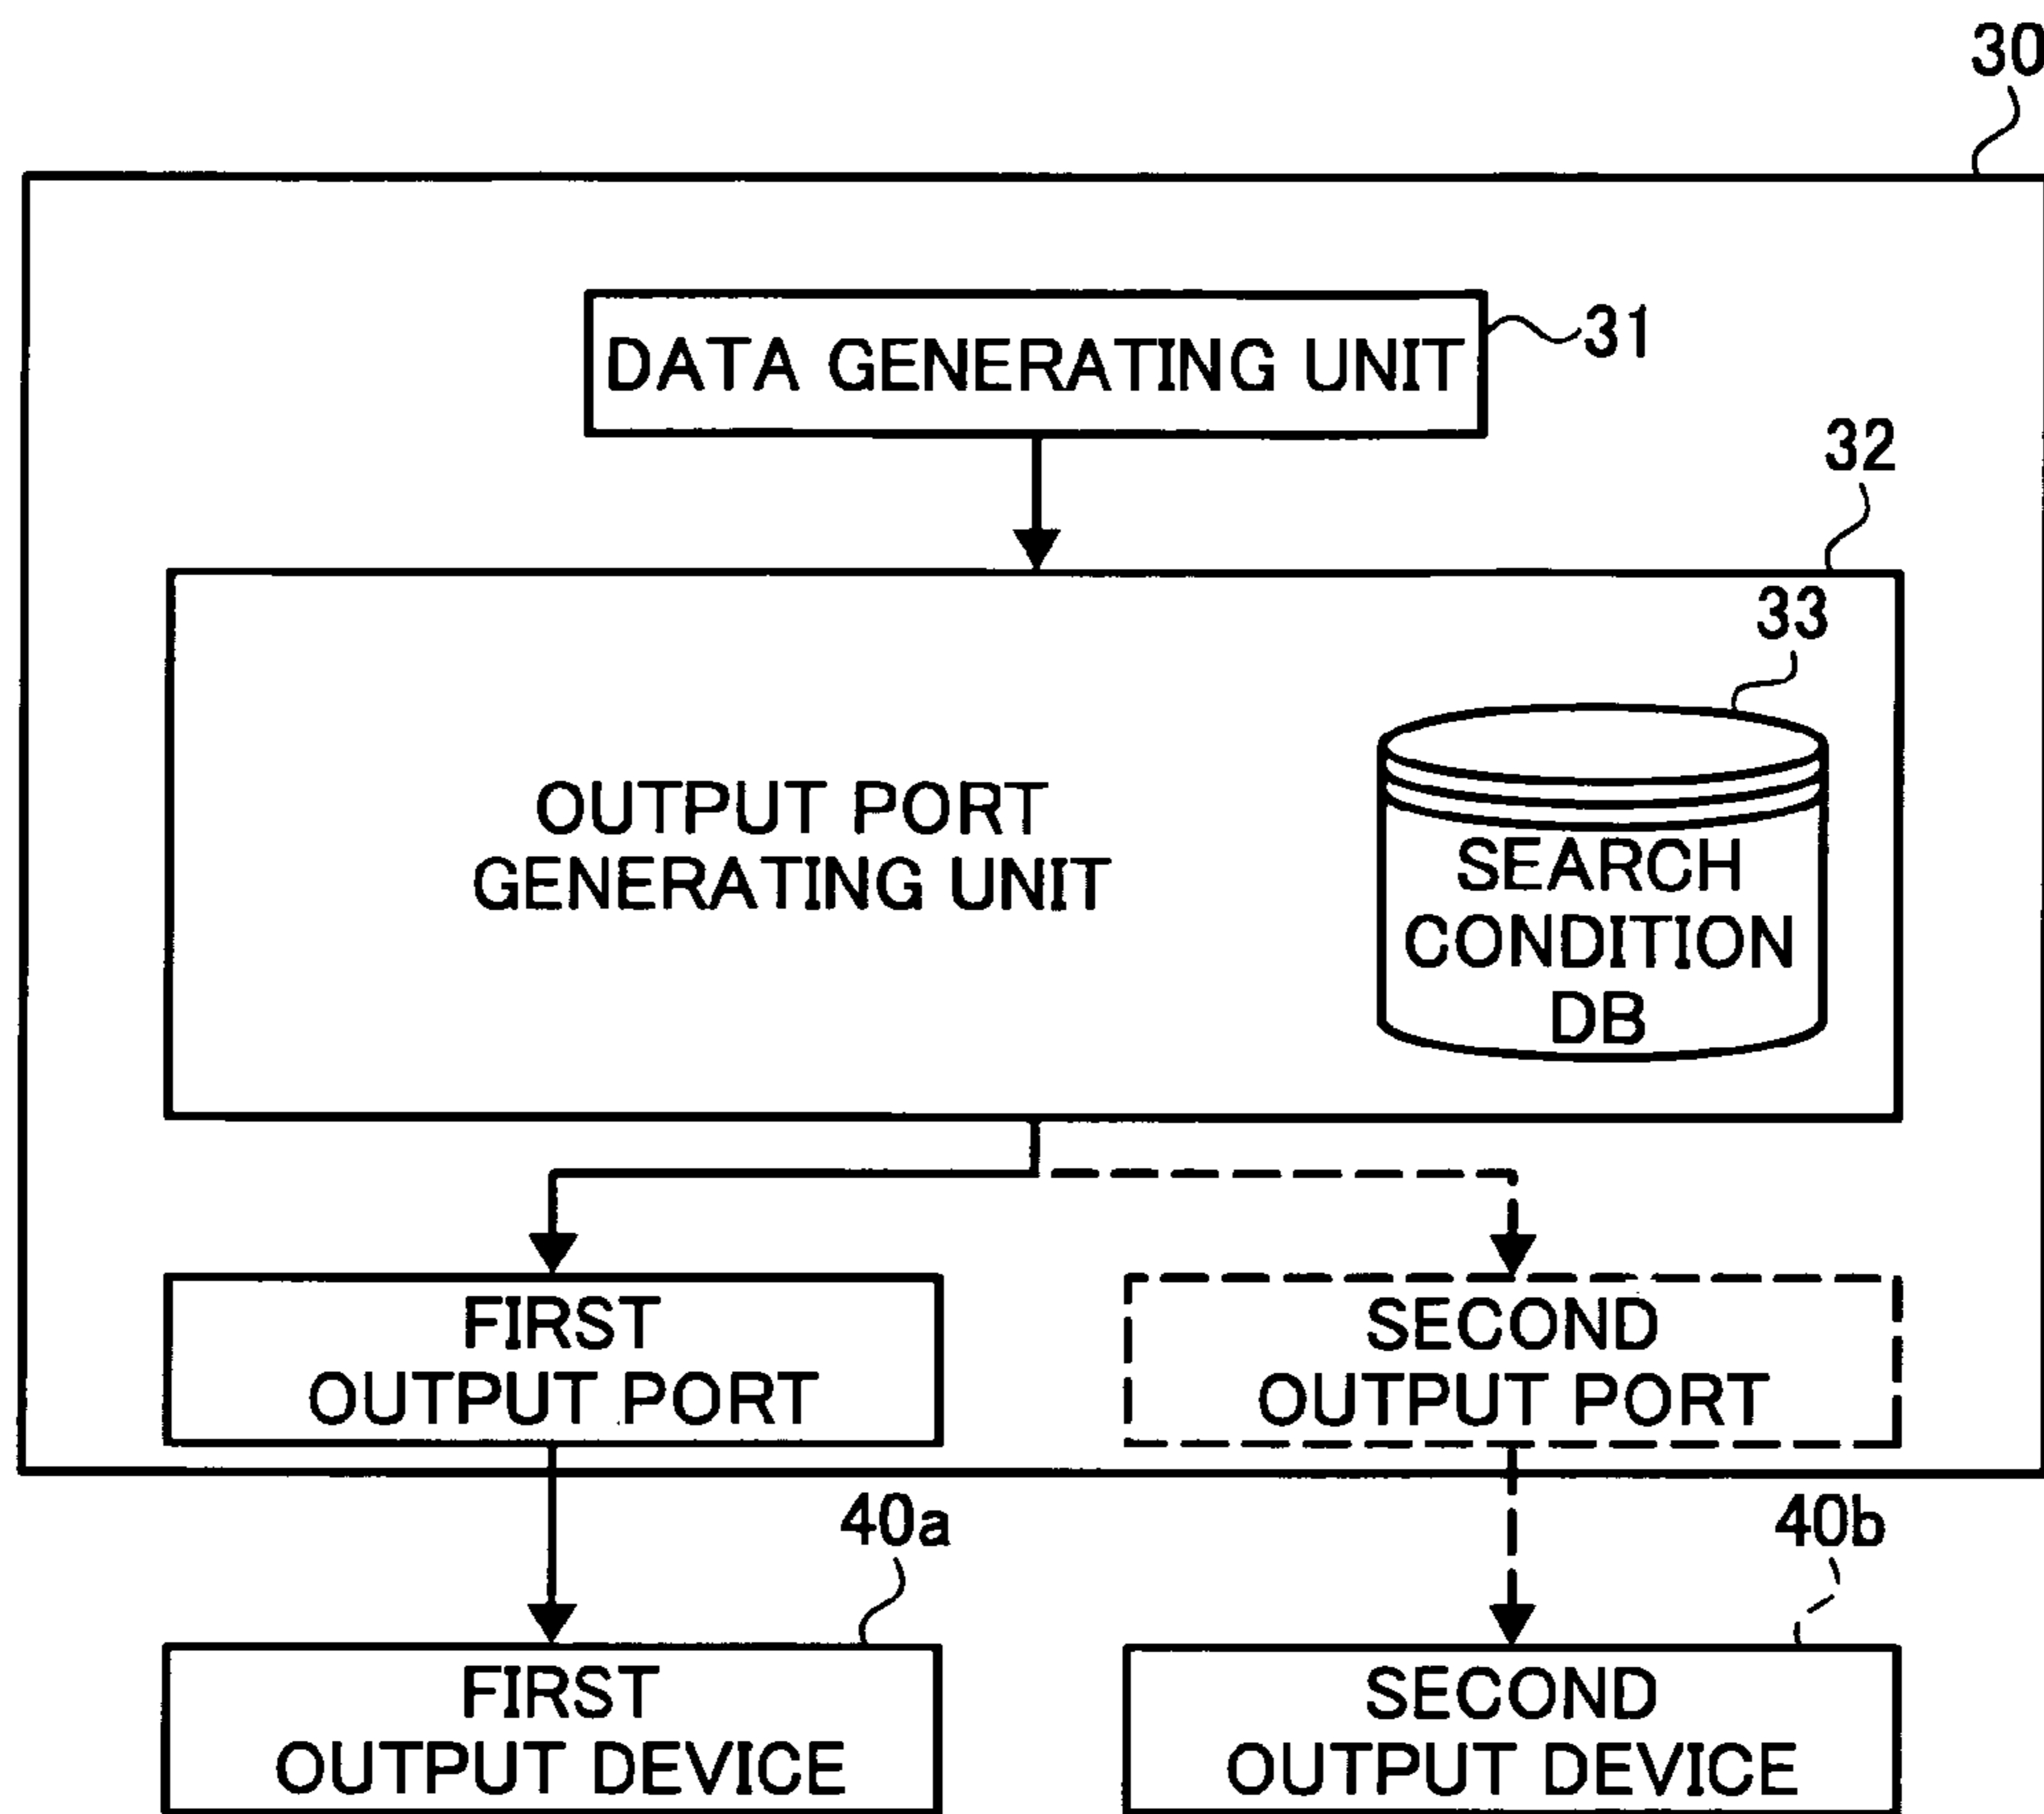 30
DATA GENERATING UNIT
31
32
33
OUTPUT PORT
GENERATING UNIT
SEARCH
CONDITION
DB
FIRST
OUTPUT PORT
SECOND
OUTPUT PORT
40a
40b
FIRST
OUTPUT DEVICE
SECOND
OUTPUT DEVICE